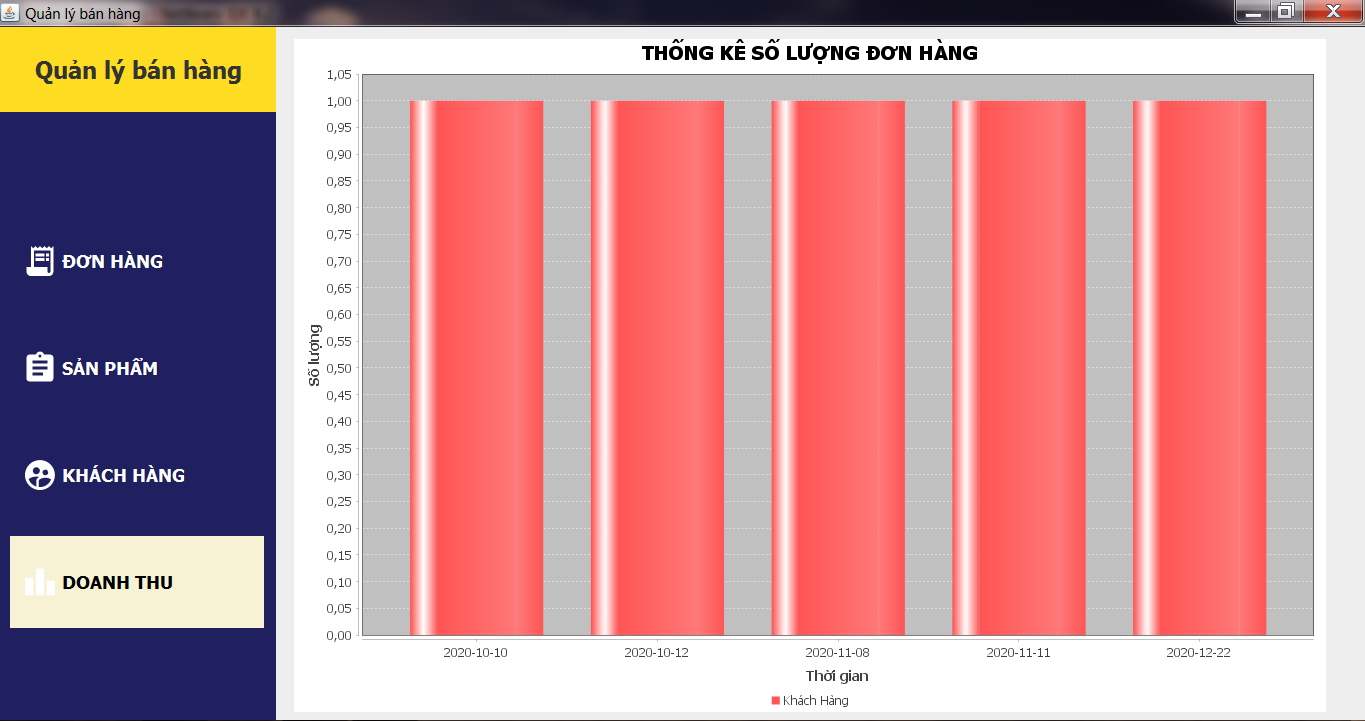 Quản lý bán hàng
Quản lý bán hàng
ĐƠN HÀNG
SẢN PHẨM
KHÁCH HÀNG
DOANH THU
THỐNG KÊ SỐ LƯỢNG ĐƠN HÀNG
Số lượng
1,05
1,00
0,95
0,90
0,85
0,80
0,75
0,70
0,65
0,60
0,55
0,50
0,45
0,40
0,35
0,30
0,25
0,20
0,15
0,10
0,05
0,00
2020-10-10 2020-10-12 2020-11-08 2020-11-11 2020-12-22
Thời gian
Khách Hàng